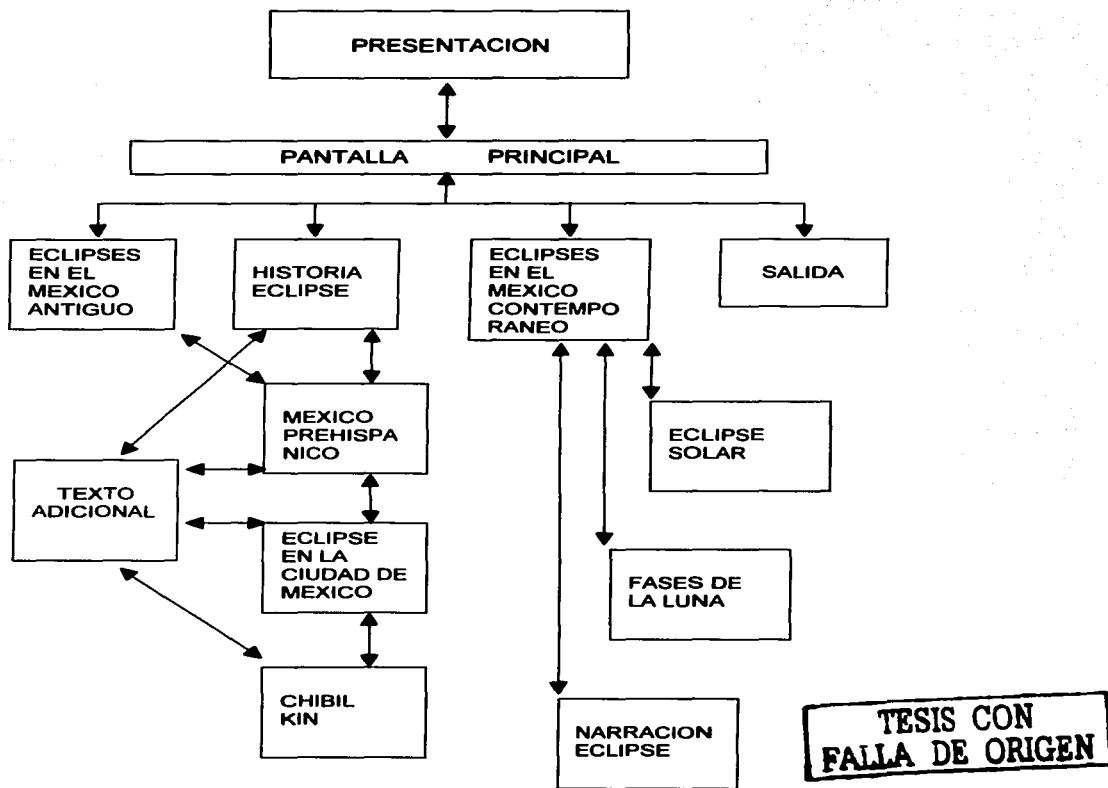 PRESENTACION
PANTALLA PRINCIPAL
ECLIPSES
EN EL
MEXICO
ANTIGUO
HISTORIA
ECLIPSE
ECLIPSES
EN EL
MEXICO
CONTEMPO
RANEO
SALIDA
MEXICO
PREHISPA
NICO
ECLIPSE
SOLAR
TEXTO
ADICIONAL
ECLIPSE
EN LA
CIUDAD DE
MEXICO
FASES DE
LA LUNA
CHIBIL
KIN
NARRACION
ECLIPSE
TESIS CON
FALLA DE ORIGEN